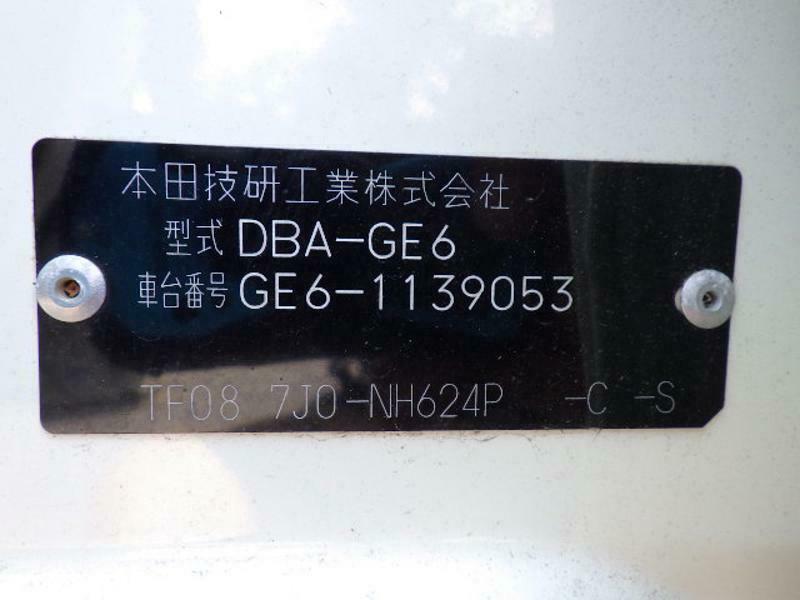 本田技研工業株式会社
型式 DBA-GE6
車台番号 GE6-1139053
TF08 7J0-NH624P -C -S